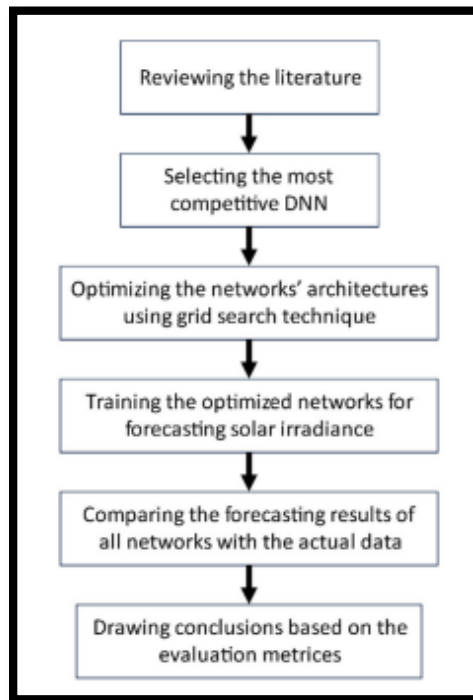 Reviewing the literature
Selecting the most
competitive DNN
Optimizing the networks' architectures
using grid search technique
Training the optimized networks for
forecasting solar irradiance
Comparing the forecasting results of
all networks with the actual data
Drawing conclusions based on the
evaluation metrices